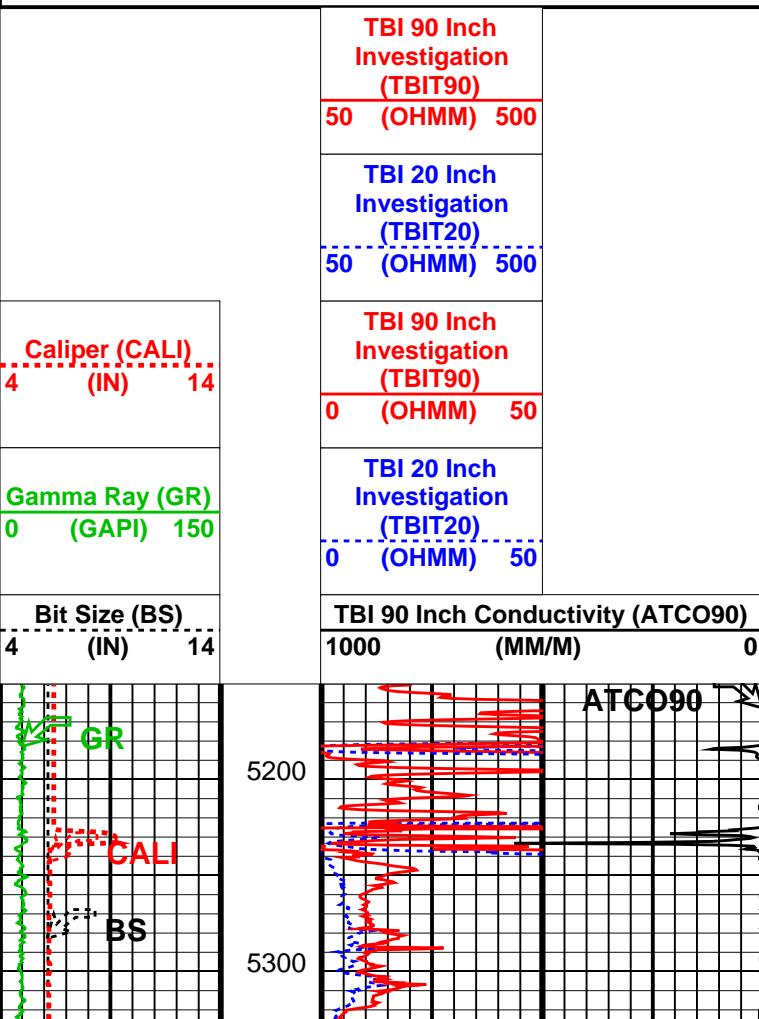 TBI 90 Inch
Investigation
(TBIT90)
50 (OHMM) 500
TBI 20 Inch
Investigation
(TBIT20)
50 (OHMM) 500
Caliper (CALI)
4 (IN) 14
TBI 90 Inch
Investigation
(TBIT90)
0 (OHMM) 50
Gamma Ray (GR)
0 (GAPI) 150
TBI 20 Inch
Investigation
(TBIT20)
0 (OHMM) 50
Bit Size (BS)
4 (IN) 14
TBI 90 Inch Conductivity (ATCO90)
1000 (MM/M) 0
ATCO90
GR
5200
CALI
BS
5300